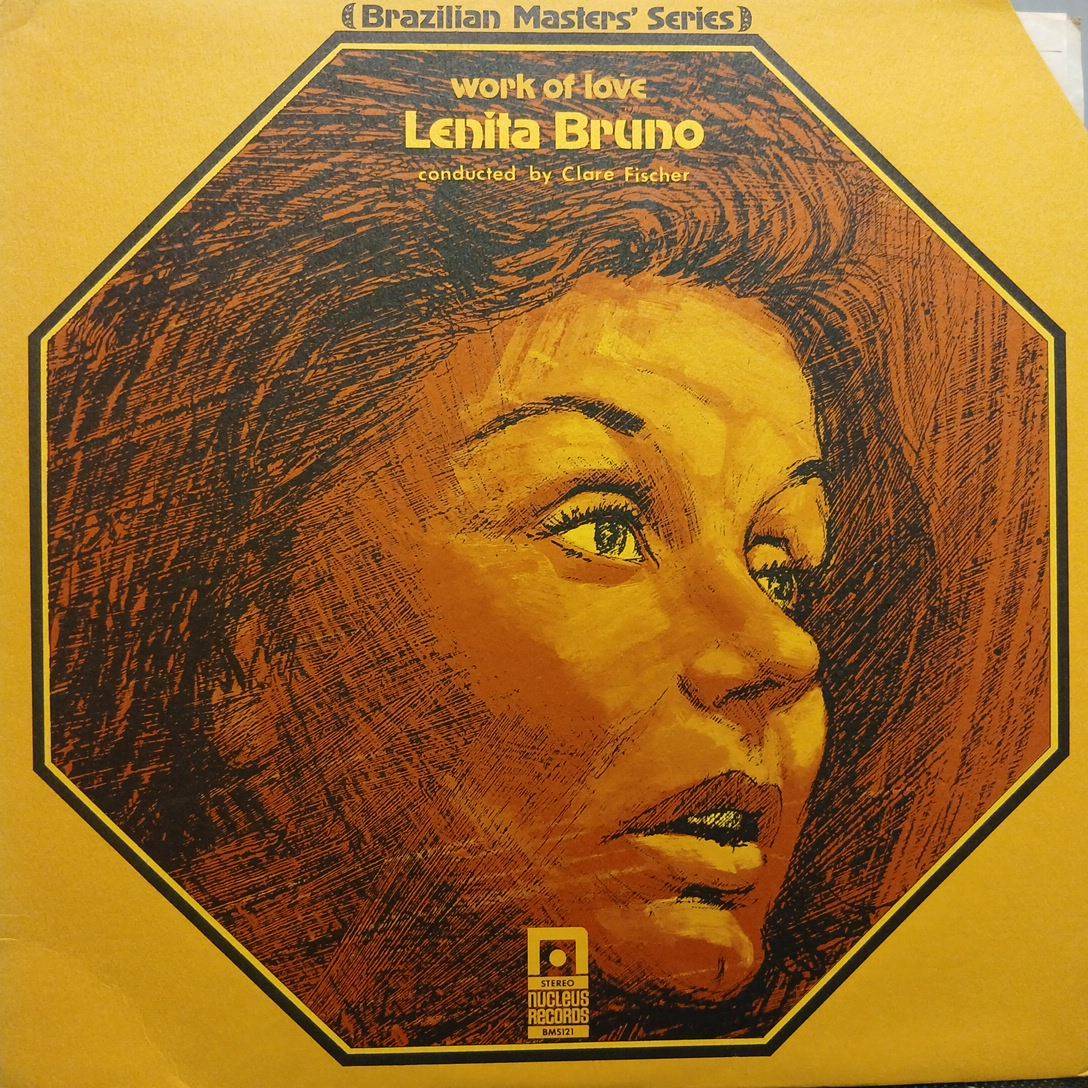 (Brazilian Masters' Series)
work of love
Lenita Bruno
conducted by Clare Fischer
STEREO
NUCLEUS
RECORDS
BM5121